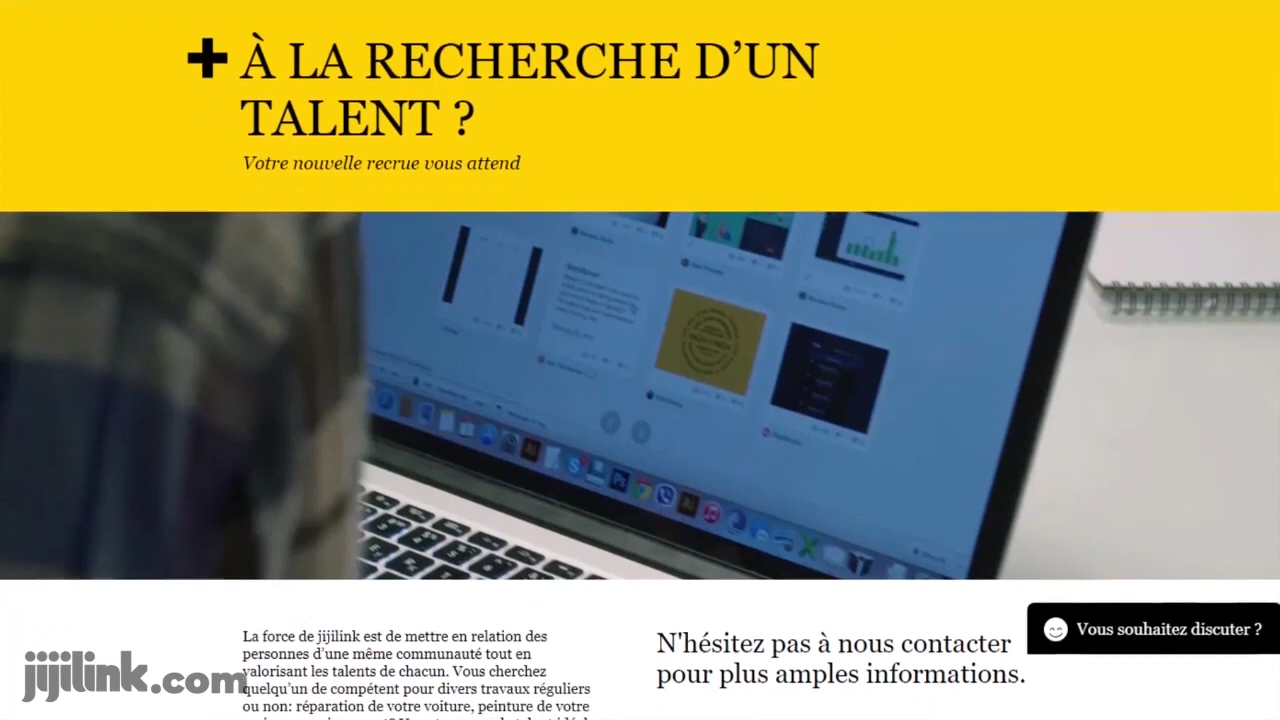 À LA RECHERCHE D’UN
TALENT ?
Votre nouvelle recrue vous attend
La force de jijilink est de mettre en relation des
personnes d’une même communauté tout en
valorisant les talents de chacun. Vous cherchez
quelqu’un de compétent pour divers travaux réguliers
ou non: réparation de votre voiture, peinture de votre
N'hésitez pas à nous contacter
pour plus amples informations.
Vous souhaitez discuter ?
jijilink.com